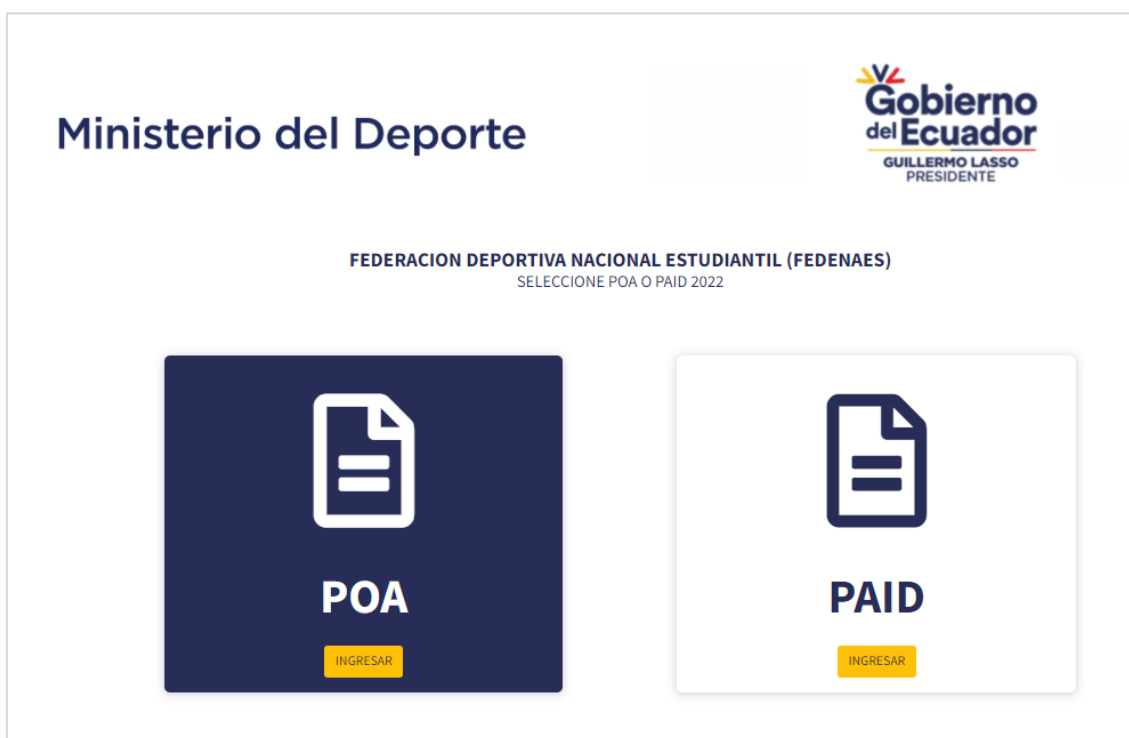 Ministerio del Deporte
Gobierno
del Ecuador
GUILLERMO LASSO
PRESIDENTE
FEDERACION DEPORTIVA NACIONAL ESTUDIANTIL (FEDENAES)
SELECCIONE POA O PAID 2022
POA
INGRESAR
PAID
INGRESAR